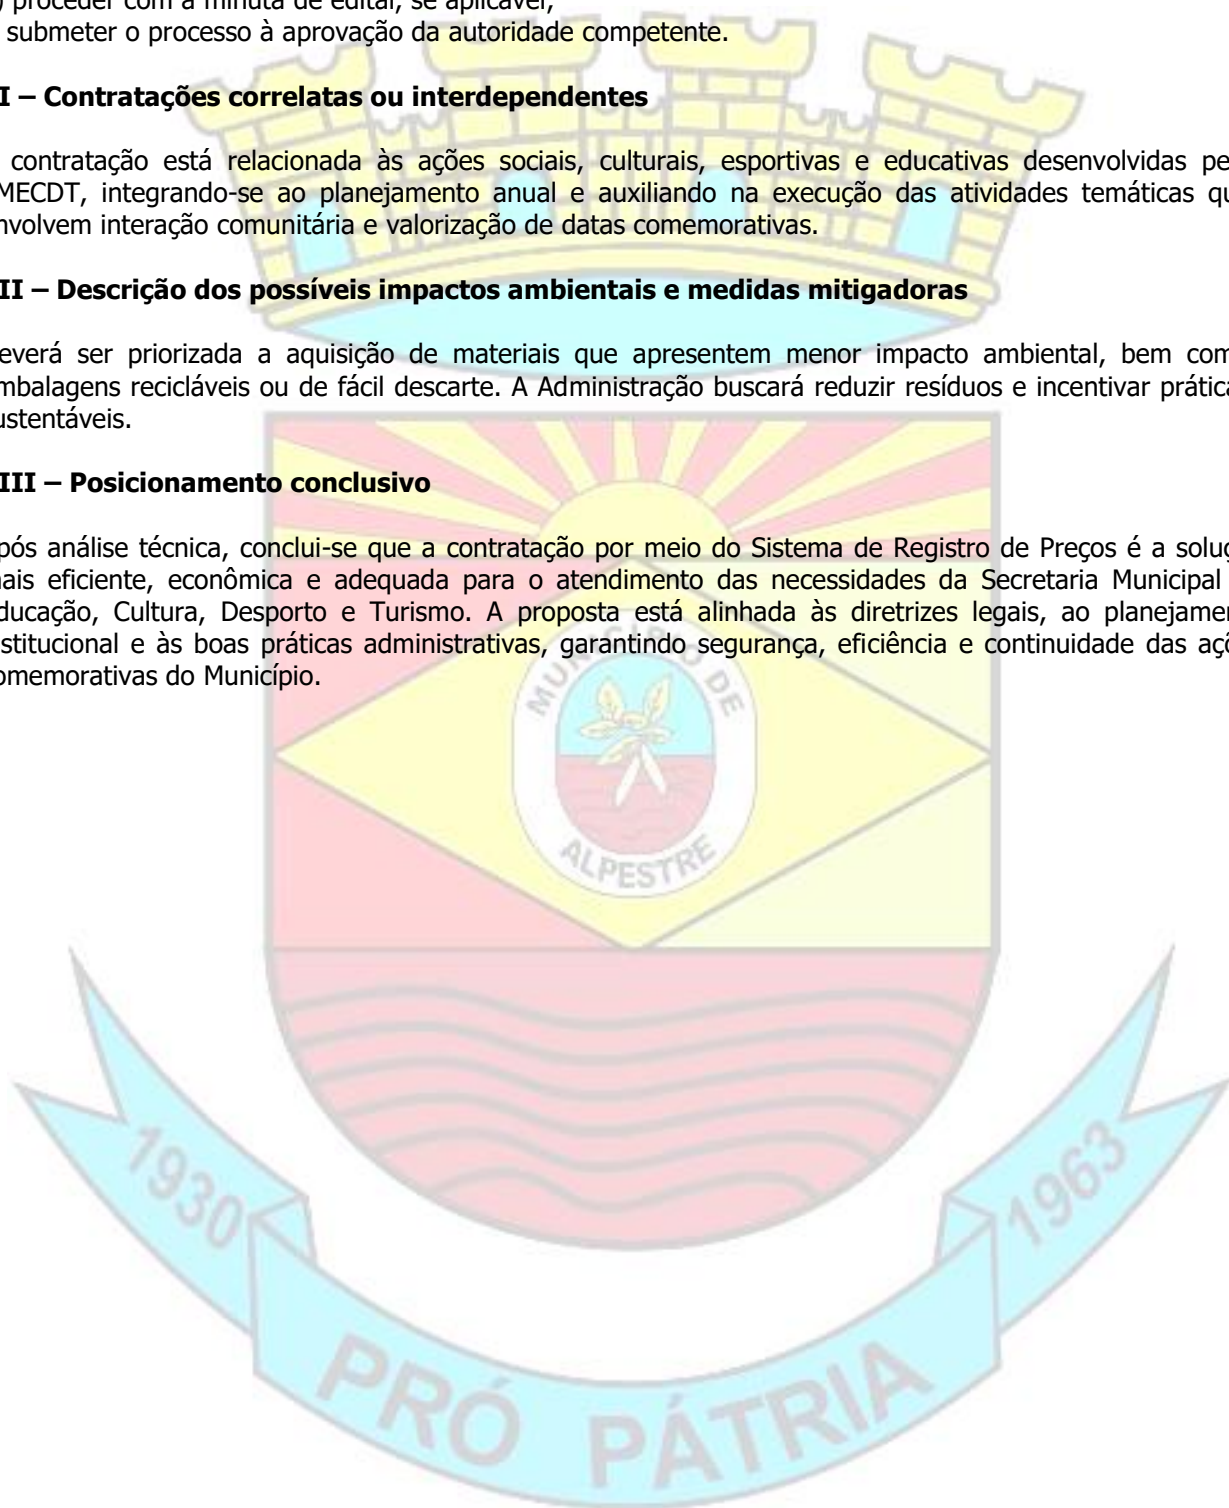 ) proceder com a minuta de edital, se aplicável;
submeter o processo à aprovação da autoridade competente.
I – Contratações correlatas ou interdependentes
contratação está relacionada às ações sociais, culturais, esportivas e educativas desenvolvidas pe
MECDT, integrando-se ao planejamento anual e auxiliando na execução das atividades temáticas qu
nvolvem interação comunitária e valorização de datas comemorativas.
II – Descrição dos possíveis impactos ambientais e medidas mitigadoras
everá ser priorizada a aquisição de materiais que apresentem menor impacto ambiental, bem com
mbalagens recicláveis ou de fácil descarte. A Administração buscará reduzir resíduos e incentivar prática
ustentáveis.
III – Posicionamento conclusivo
pós análise técnica, conclui-se que a contratação por meio do Sistema de Registro de Preços é a soluç
ais eficiente, econômica e adequada para o atendimento das necessidades da Secretaria Municipal
ducação, Cultura, Desporto e Turismo. A proposta está alinhada às diretrizes legais, ao planejamen
stitucional e às boas práticas administrativas, garantindo segurança, eficiência e continuidade das açõ
omemorativas do Município.
MUNICÍPIO DE
ALPESTRE
1930
1963
PRÓ PÁTRIA